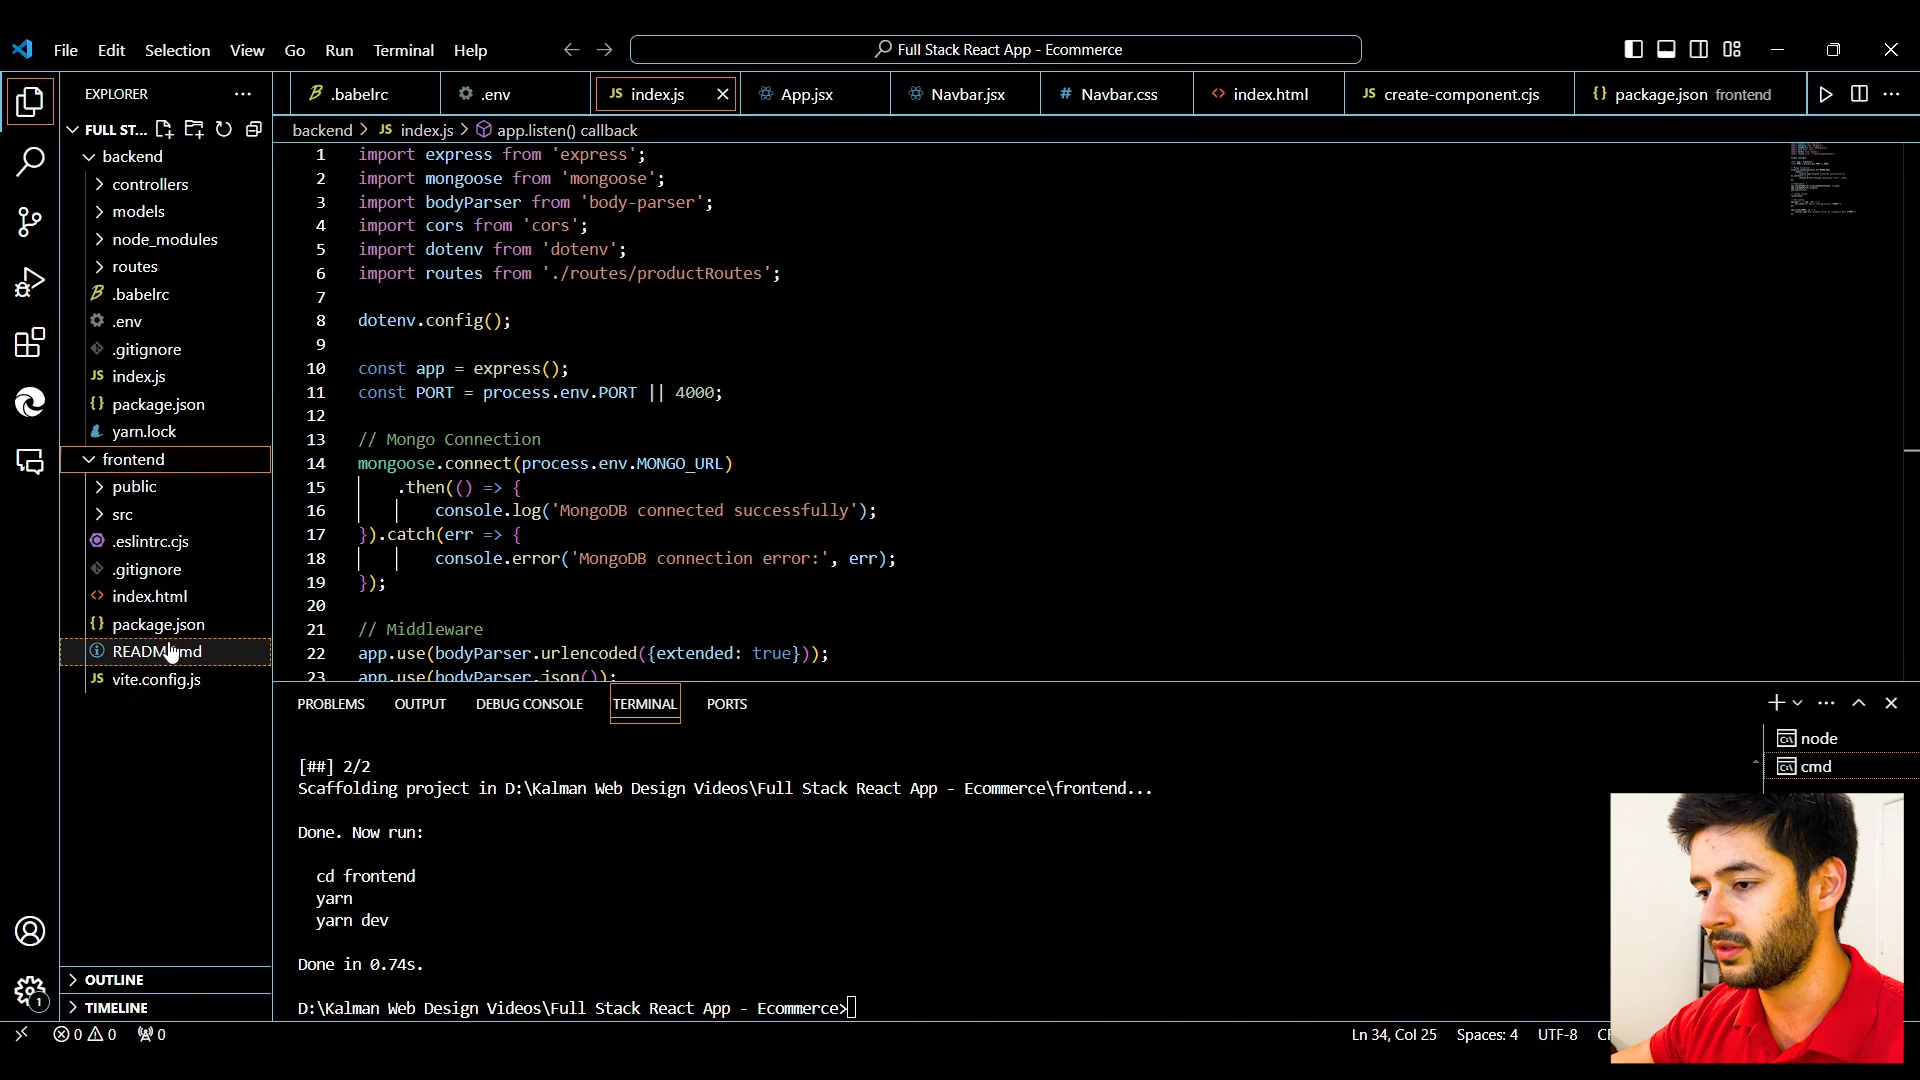 File Edit Selection View Go Run Terminal Help
Full Stack React App - Ecommerce
EXPLORER
FULL ST...
backend
controllers
models
node_modules
routes
.babelrc
.env
.gitignore
index.js
package.json
yarn.lock
frontend
public
src
.eslintrc.cjs
.gitignore
index.html
package.json
README.md
vite.config.js
OUTLINE
TIMELINE
.babelrc .env JS index.js App.jsx Navbar.jsx # Navbar.css <> index.html JS create-component.cjs {} package.json frontend
backend > JS index.js > app.listen() callback
1 import express from 'express';
2 import mongoose from 'mongoose';
3 import bodyParser from 'body-parser';
4 import cors from 'cors';
5 import dotenv from 'dotenv';
6 import routes from './routes/productRoutes';
7
8 dotenv.config();
9
10 const app = express();
11 const PORT = process.env.PORT || 4000;
12
13 // Mongo Connection
14 mongoose.connect(process.env.MONGO_URL)
15 .then(() => {
16 console.log('MongoDB connected successfully');
17 }).catch(err => {
18 console.error('MongoDB connection error:', err);
19 });
20
21 // Middleware
22 app.use(bodyParser.urlencoded({extended: true}));
23 app.use(bodyParser.json());
PROBLEMS OUTPUT DEBUG CONSOLE TERMINAL PORTS
node
cmd
[##] 2/2
Scaffolding project in D:\Kalman Web Design Videos\Full Stack React App - Ecommerce\frontend...
Done. Now run:
cd frontend
yarn
yarn dev
Done in 0.74s.
D:\Kalman Web Design Videos\Full Stack React App - Ecommerce>
1
0 0 0
Ln 34, Col 25 Spaces: 4 UTF-8